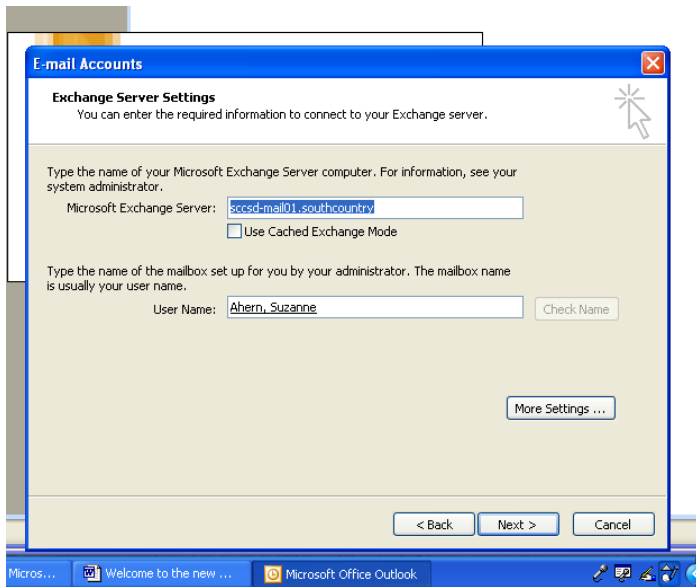 E-mail Accounts
Exchange Server Settings
You can enter the required information to connect to your Exchange server.
Type the name of your Microsoft Exchange Server computer. For information, see your
system administrator.
Microsoft Exchange Server: sccsd-mail01.southcountry
Use Cached Exchange Mode
Type the name of the mailbox set up for you by your administrator. The mailbox name
is usually your user name.
User Name: Ahern, Suzanne Check Name
More Settings ...
< Back Next > Cancel
Micros... Welcome to the new ... Microsoft Office Outlook